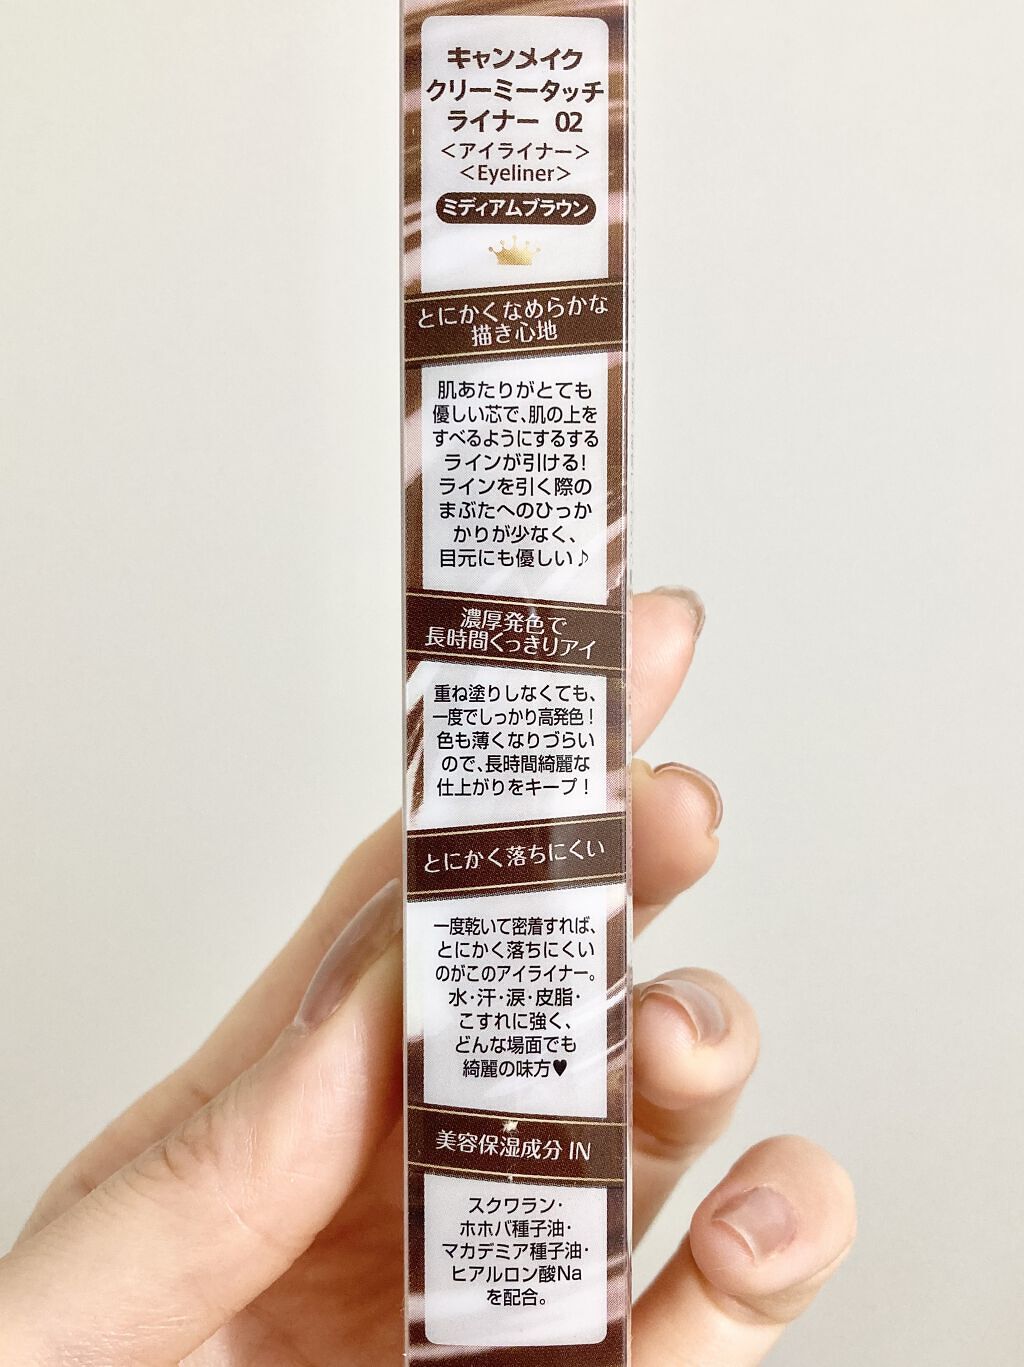 キャンメイク
クリーミータッチ
ライナー 02
＜アイライナー＞
＜Eyeliner＞
ミディアムブラウン
とにかくなめらかな
描き心地
肌あたりがとても
優しい芯で、肌の上を
すべるようにするする
ラインが引ける！
ラインを引く際の
まぶたへのひっか
かりが少なく、
目元にも優しい♪
濃厚発色で
長時間くっきりアイ
重ね塗りしなくても、
一度でしっかり高発色！
色も薄くなりづらい
ので、長時間綺麗な
仕上がりをキープ！
とにかく落ちにくい
一度乾いて密着すれば、
とにかく落ちにくい
のがこのアイライナー。
水・汗・涙・皮脂・
こすれに強く、
どんな場面でも
綺麗の味方♥
美容保湿成分 IN
スクワラン・
ホホバ種子油・
マカデミア種子油・
ヒアルロン酸Na
を配合。